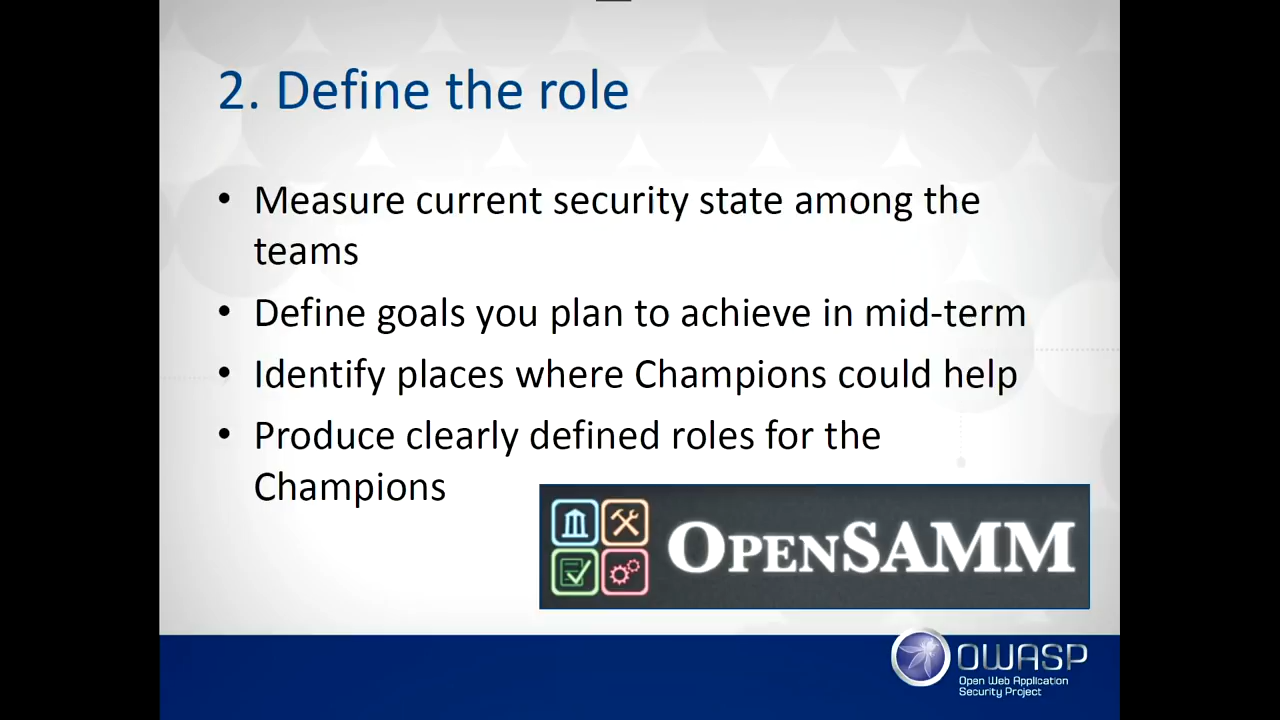 2. Define the role
• Measure current security state among the
teams
• Define goals you plan to achieve in mid-term
• Identify places where Champions could help
• Produce clearly defined roles for the
Champions
OPENSAMM
OWASP
Open Web Application
Security Project